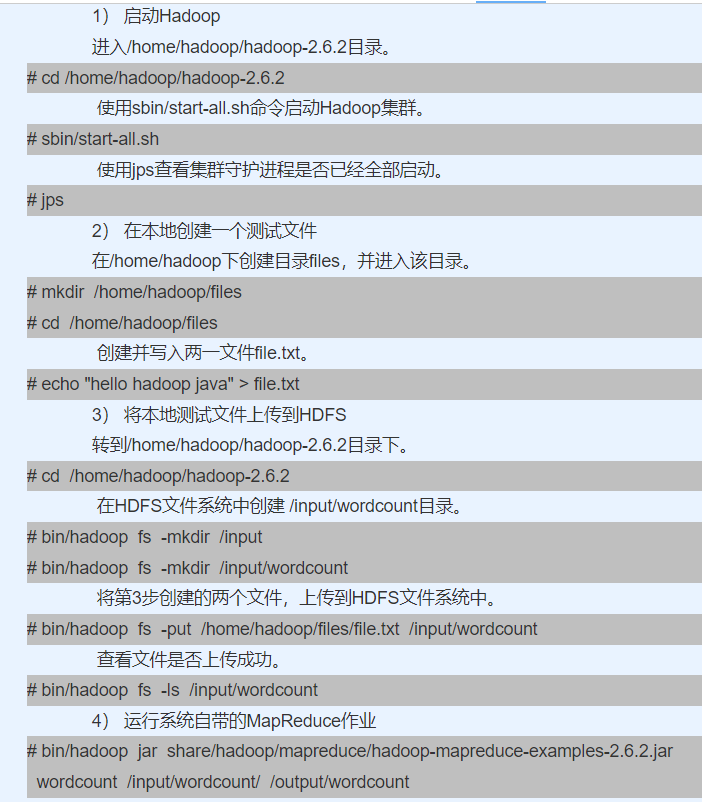 1） 启动Hadoop
进入/home/hadoop/hadoop-2.6.2目录。
# cd /home/hadoop/hadoop-2.6.2
使用sbin/start-all.sh命令启动Hadoop集群。
# sbin/start-all.sh
使用jps查看集群守护进程是否已经全部启动。
# jps
2） 在本地创建一个测试文件
在/home/hadoop下创建目录files，并进入该目录。
# mkdir /home/hadoop/files
# cd /home/hadoop/files
创建并写入两一文件file.txt。
# echo "hello hadoop java" > file.txt
3） 将本地测试文件上传到HDFS
转到/home/hadoop/hadoop-2.6.2目录下。
# cd /home/hadoop/hadoop-2.6.2
在HDFS文件系统中创建 /input/wordcount目录。
# bin/hadoop fs -mkdir /input
# bin/hadoop fs -mkdir /input/wordcount
将第3步创建的两个文件，上传到HDFS文件系统中。
# bin/hadoop fs -put /home/hadoop/files/file.txt /input/wordcount
查看文件是否上传成功。
# bin/hadoop fs -ls /input/wordcount
4） 运行系统自带的MapReduce作业
# bin/hadoop jar share/hadoop/mapreduce/hadoop-mapreduce-examples-2.6.2.jar
wordcount /input/wordcount/ /output/wordcount